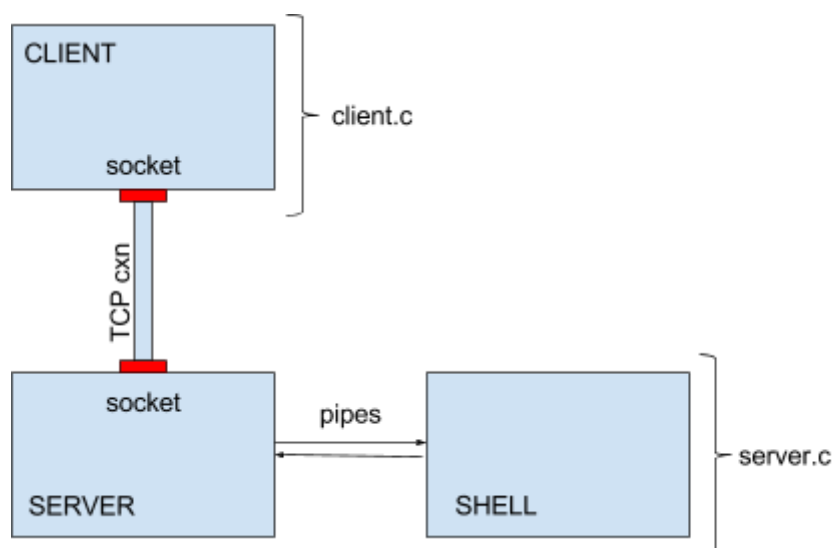 CLIENT
client.c
socket
TCP cxn
socket
pipes
server.c
SERVER
SHELL